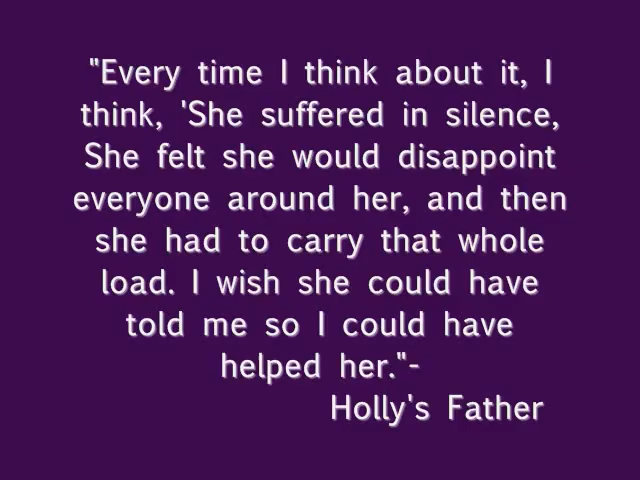 "Every time I think about it, I
think, 'She suffered in silence,
She felt she would disappoint
everyone around her, and then
she had to carry that whole
load. I wish she could have
told me so I could have
helped her."-
Holly's Father